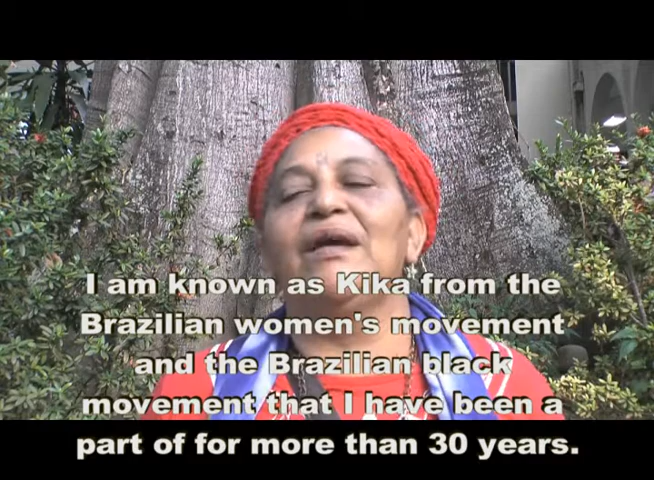 I am known as Kika from the
Brazilian women's movement
and the Brazilian black
movement that I have been a
part of for more than 30 years.